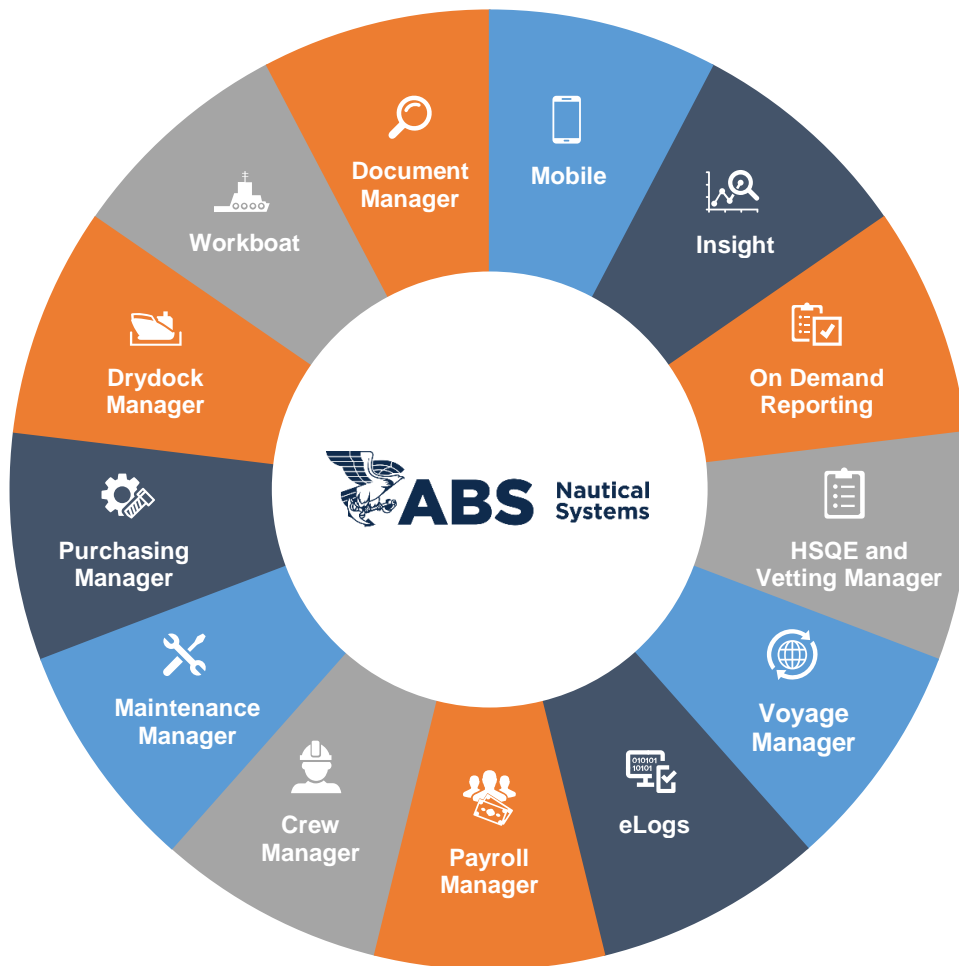 Document
Manager
Mobile
Insight
On Demand
Reporting
HSQE and
Vetting Manager
Voyage
Manager
010101
10101
eLogs
Payroll
Manager
Crew
Manager
Maintenance
Manager
Purchasing
Manager
Drydock
Manager
Workboat
ABS Nautical
Systems